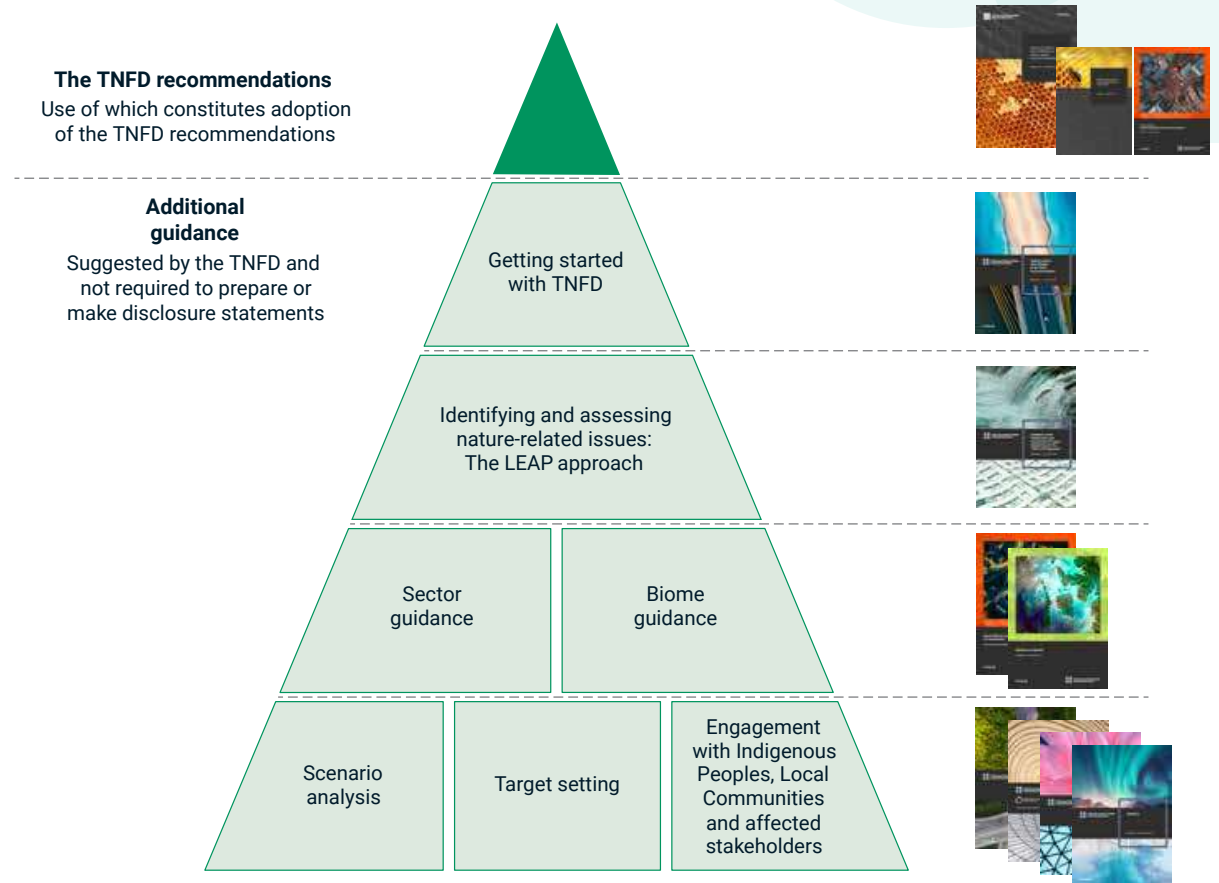 The TNFD recommendations
Use of which constitutes adoption
of the TNFD recommendations
Additional
guidance
Suggested by the TNFD and
not required to prepare or
make disclosure statements
Getting started
with TNFD
Identifying and assessing
nature-related issues:
The LEAP approach
Sector
guidance
Biome
guidance
Scenario
analysis
Target setting
Engagement
with Indigenous
Peoples, Local
Communities
and affected
stakeholders